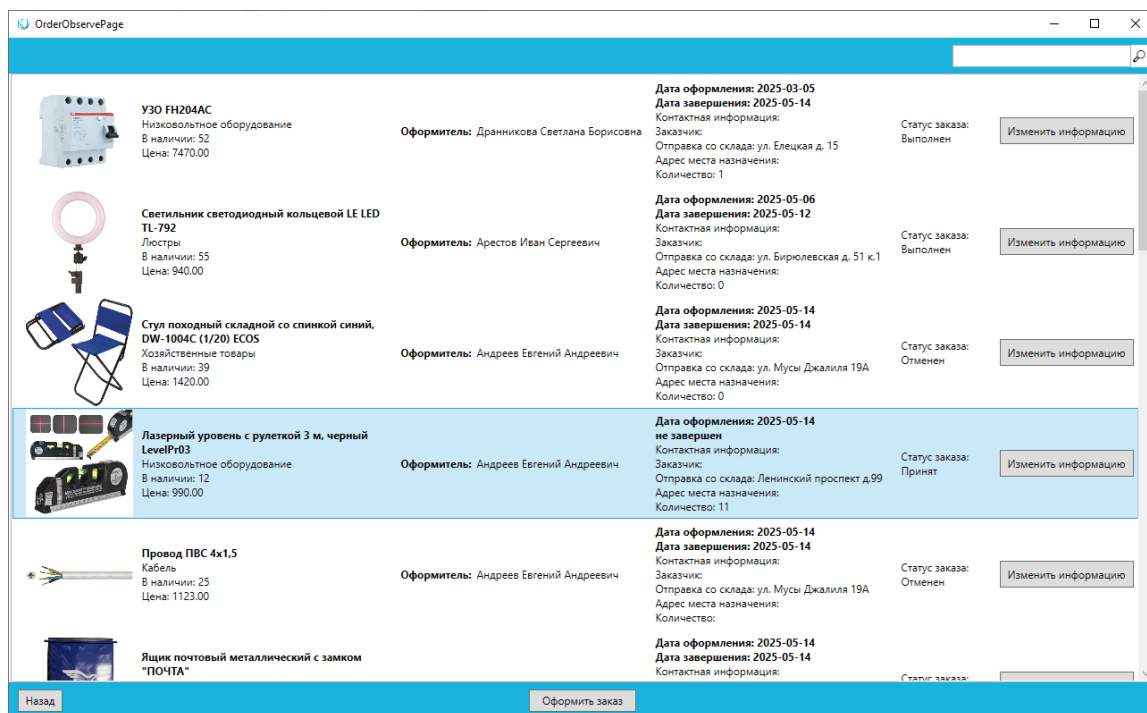 OrderObservePage
УЗО FH204AC
Низковольтное оборудование
В наличии: 52
Цена: 7470.00
Оформитель: Дранникова Светлана Борисовна
Дата оформления: 2025-03-05
Дата завершения: 2025-05-14
Контактная информация:
Заказчик:
Отправка со склада: ул. Елецкая д. 15
Адрес места назначения:
Количество: 1
Статус заказа:
Выполнен
Изменить информацию
Светильник светодиодный кольцевой LE LED
TL-792
Люстры
В наличии: 55
Цена: 940.00
Оформитель: Арестов Иван Сергеевич
Дата оформления: 2025-05-06
Дата завершения: 2025-05-12
Контактная информация:
Заказчик:
Отправка со склада: ул. Бирюлевская д. 51 к.1
Адрес места назначения:
Количество: 0
Статус заказа:
Выполнен
Изменить информацию
Стул походный складной со спинкой синий,
DW-1004C (1/20) ECOS
Хозяйственные товары
В наличии: 39
Цена: 1420.00
Оформитель: Андреев Евгений Андреевич
Дата оформления: 2025-05-14
Дата завершения: 2025-05-14
Контактная информация:
Заказчик:
Отправка со склада: ул. Мусы Джалиля 19А
Адрес места назначения:
Количество: 0
Статус заказа:
Отменен
Изменить информацию
Лазерный уровень с рулеткой 3 м, черный
LevelPr03
Низковольтное оборудование
В наличии: 12
Цена: 990.00
Оформитель: Андреев Евгений Андреевич
Дата оформления: 2025-05-14
не завершен
Контактная информация:
Заказчик:
Отправка со склада: Ленинский проспект д.99
Адрес места назначения:
Количество: 11
Статус заказа:
Принят
Изменить информацию
Провод ПВС 4х1,5
Кабель
В наличии: 25
Цена: 1123.00
Оформитель: Андреев Евгений Андреевич
Дата оформления: 2025-05-14
Дата завершения: 2025-05-14
Контактная информация:
Заказчик:
Отправка со склада: ул. Мусы Джалиля 19А
Адрес места назначения:
Количество:
Статус заказа:
Отменен
Изменить информацию
Ящик почтовый металлический с замком
"ПОЧТА"
Дата оформления: 2025-05-14
Дата завершения: 2025-05-14
Контактная информация:
Статус заказа:
Назад
Оформить заказ